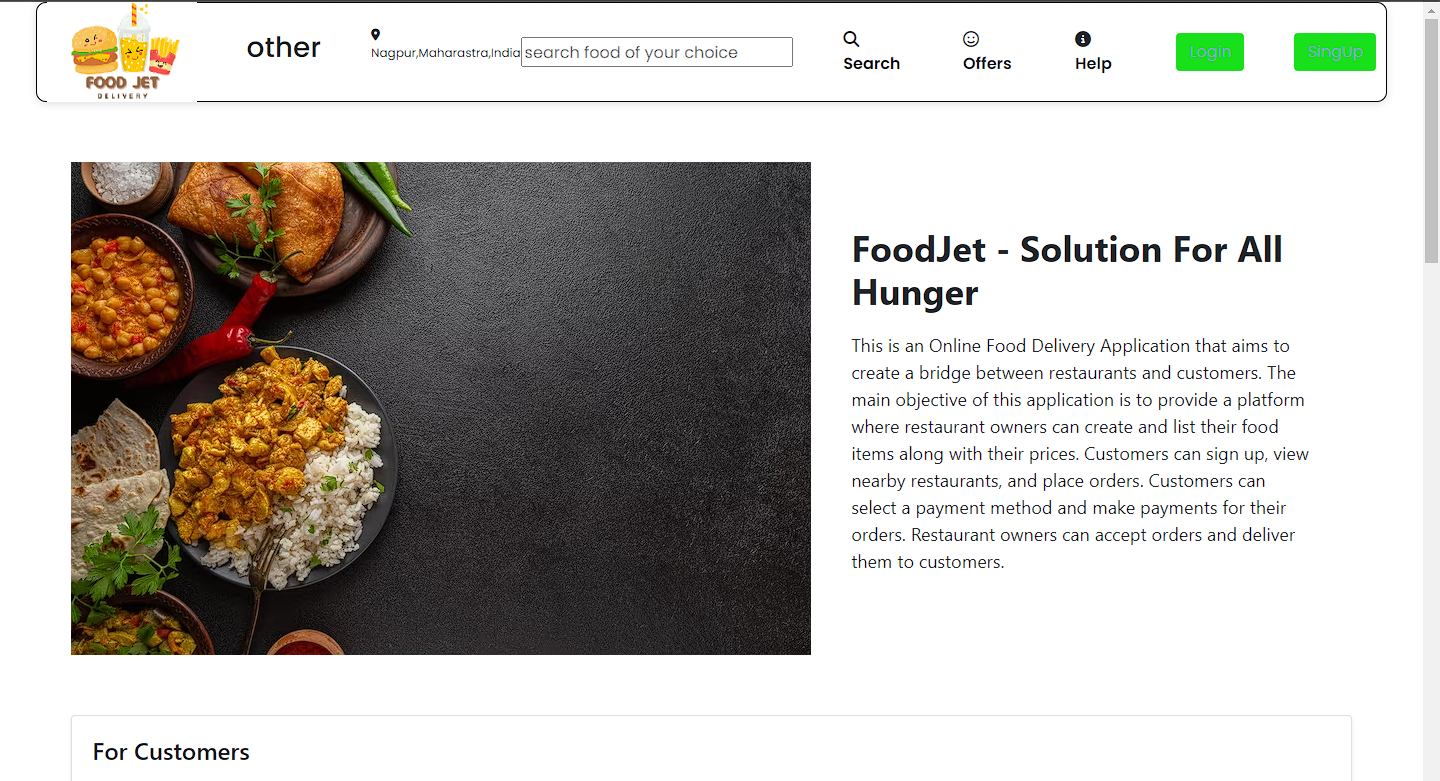 FOOD JET
DELIVERY
other
Nagpur,Maharastra,India
search food of your choice
Search
Offers
Help
Login
SingUp
FoodJet - Solution For All
Hunger
This is an Online Food Delivery Application that aims to
create a bridge between restaurants and customers. The
main objective of this application is to provide a platform
where restaurant owners can create and list their food
items along with their prices. Customers can sign up, view
nearby restaurants, and place orders. Customers can
select a payment method and make payments for their
orders. Restaurant owners can accept orders and deliver
them to customers.
For Customers